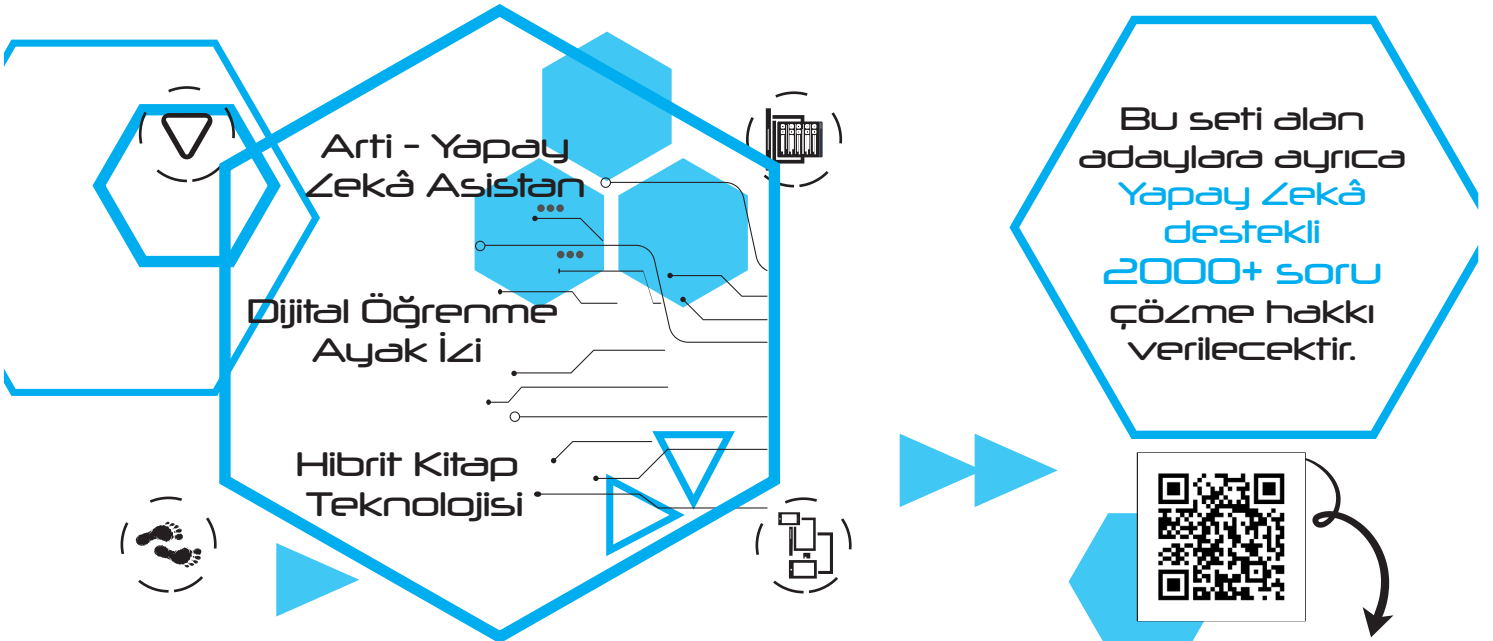 Arti - Yapay
Zekâ Asistan
Dijital Öğrenme
Ayak İzi
Hibrit Kitap
Teknolojisi
Bu seti alan
adaylara ayrıca
Yapay Zekâ
destekli
2000+ soru
çözme hakkı
verilecektir.